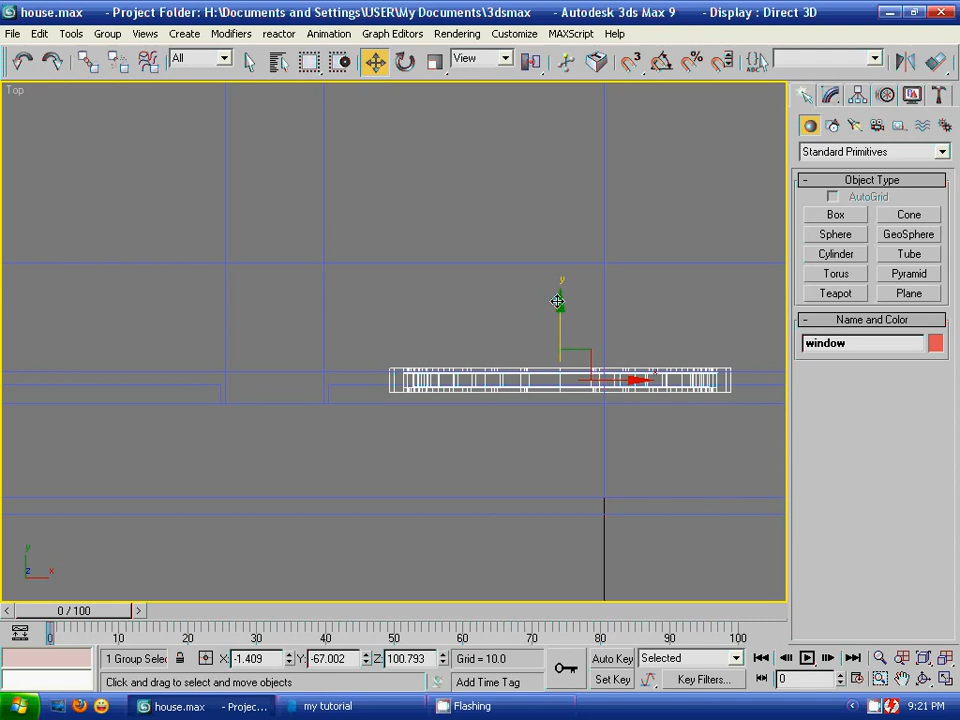 house.max - Project Folder: H:\Documents and Settings\USER\My Documents\3dsmax - Autodesk 3ds Max 9 - Display : Direct 3D
File Edit Tools Group Views Create Modifiers reactor Animation Graph Editors Rendering Customize MAXScript Help
All View
Top
y
Standard Primitives
- Object Type
AutoGrid
Box Cone
Sphere GeoSphere
Cylinder Tube
Torus Pyramid
Teapot Plane
- Name and Color
window
y
z x
< 0 / 100 >
0 10 20 30 40 50 60 70 80 90 100
1 Group Selec X: -1.409 Y: -67.002 Z: 100.793 Grid = 10.0 Auto Key Selected
Click and drag to select and move objects Add Time Tag Set Key Key Filters... 0
start house.max - Projec... my tutorial Flashing 9:21 PM